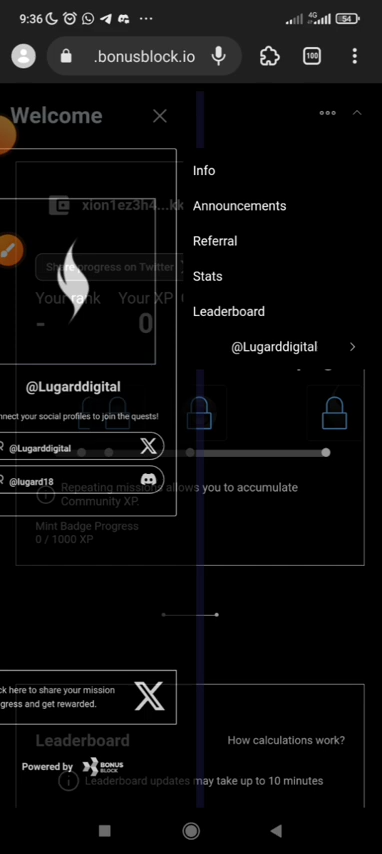 9:36
4G
54
.bonusblock.io
100
Welcome
Info
Announcements
Referral
Stats
Leaderboard
@Lugarddigital
xion1ez3h4...kk
Share progress on Twitter
Your rank
Your XP
-
0
@Lugarddigital
nnect your social profiles to join the quests!
@Lugarddigital
@lugard18
Repeating missions allows you to accumulate
Community XP.
Mint Badge Progress
0 / 1000 XP
ck here to share your mission
gress and get rewarded.
Leaderboard
How calculations work?
Powered by
BONUS
BLOCK
Leaderboard updates may take up to 10 minutes